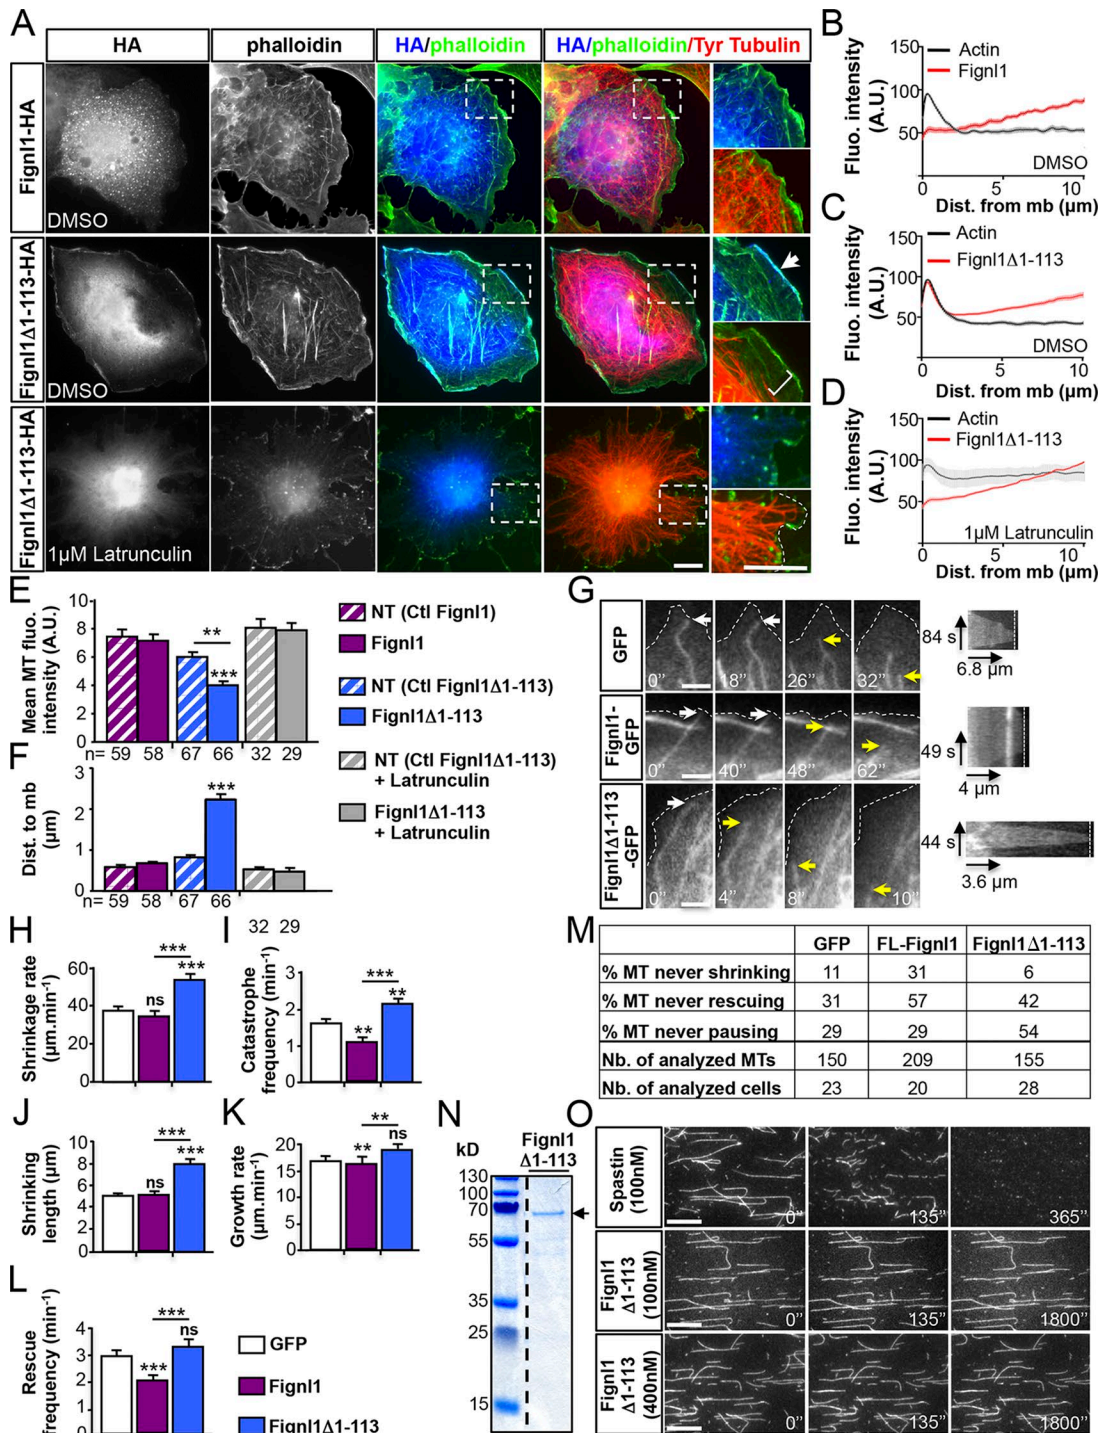 A
HA
phalloidin
HA/phalloidin
HA/phalloidin/Tyr Tubulin
Fignl1-HA
DMSO
Fignl1Δ1-113-HA
DMSO
Fignl1Δ1-113-HA
1µM Latrunculin
B
Fluo. intensity (A.U.)
150
100
50
Actin
Fignl1
DMSO
0 5 10
Dist. from mb (µm)
C
Fluo. intensity (A.U.)
150
100
50
Actin
Fignl1Δ1-113
DMSO
0 5 10
Dist. from mb (µm)
D
Fluo. intensity (A.U.)
150
100
50
Actin
Fignl1Δ1-113
1µM Latrunculin
0 5 10
Dist. from mb (µm)
E
Mean MT fluo. intensity (A.U.)
10
8
6
4
2
0
**
***
n= 59 58 67 66 32 29
NT (Ctl Fignl1)
Fignl1
NT (Ctl Fignl1Δ1-113)
Fignl1Δ1-113
NT (Ctl Fignl1Δ1-113)
+ Latrunculin
Fignl1Δ1-113
+ Latrunculin
F
Dist. to mb (µm)
3
2
1
0
***
n= 59 58 67 66
32 29
G
GFP
0’’ 18’’ 26’’ 32’’
84 s
6.8 µm
Fignl1-GFP
0’’ 40’’ 48’’ 62’’
49 s
4 µm
Fignl1Δ1-113-GFP
0’’ 4’’ 8’’ 10’’
44 s
3.6 µm
H
Shrinkage rate (µm.min-1)
60
40
20
0
ns
***
***
I
Catastrophe frequency (min-1)
3
2
1
0
**
***
**
J
Shrinking length (µm)
10
8
6
4
2
0
ns
***
***
K
Growth rate (µm.min-1)
20
15
10
5
0
**
**
ns
L
Rescue frequency (min-1)
4
3
2
1
0
***
***
ns
GFP
Fignl1
Fignl1Δ1-113
M
GFP FL-Fignl1 Fignl1Δ1-113
% MT never shrinking 11 31 6
% MT never rescuing 31 57 42
% MT never pausing 29 29 54
Nb. of analyzed MTs 150 209 155
Nb. of analyzed cells 23 20 28
N
kD
Fignl1
Δ1-113
130
100
70
55
35
25
15
O
Spastin (100nM)
0’’ 135’’ 365’’
Fignl1 Δ1-113 (100nM)
0’’ 135’’ 1800’’
Fignl1 Δ1-113 (400nM)
0’’ 135’’ 1800’’